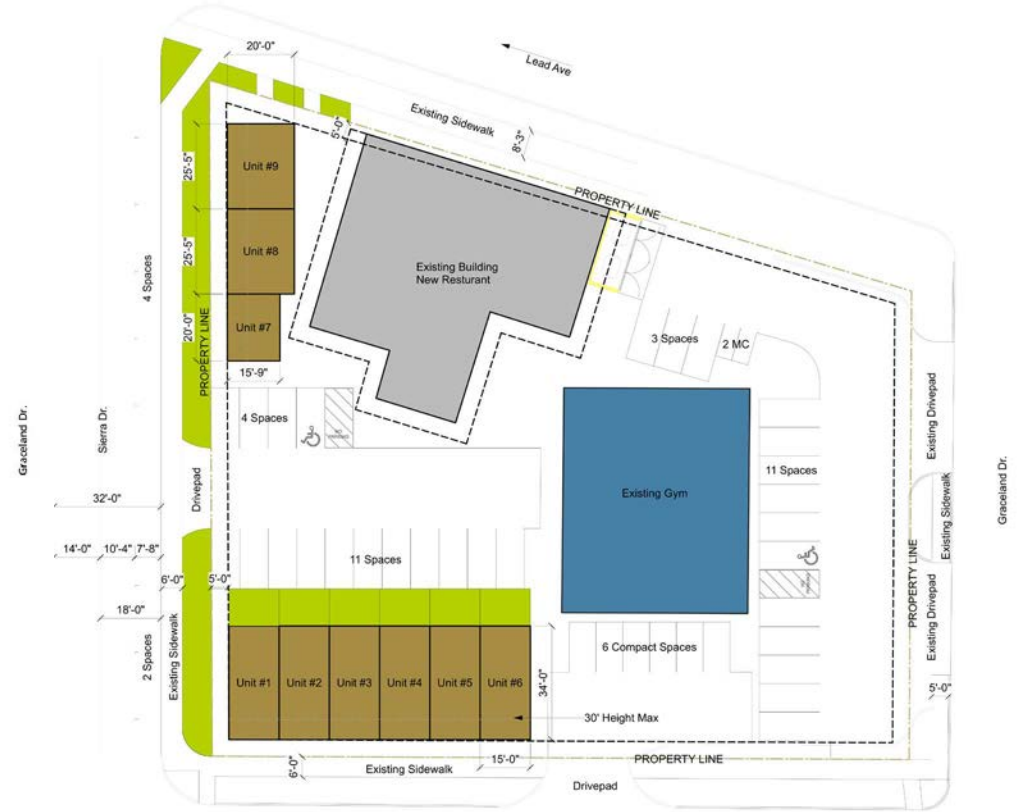 20'-0"
Lead Ave
Existing Sidewalk
8'-3"
5'-0"
PROPERTY LINE
Unit #9
25'-5"
Unit #8
25'-5"
Unit #7
20'-0"
15'-9"
PROPERTY LINE
4 Spaces
Existing Building
New Resturant
3 Spaces
2 MC
4 Spaces
Graceland Dr.
Sierra Dr.
Drivepad
32'-0"
14'-0"
10'-4"
7'-8"
6'-0"
5'-0"
18'-0"
2 Spaces
Existing Sidewalk
11 Spaces
Existing Gym
11 Spaces
Existing Drivepad
Existing Sidewalk
Graceland Dr.
PROPERTY LINE
Existing Drivepad
5'-0"
6 Compact Spaces
Unit #1
Unit #2
Unit #3
Unit #4
Unit #5
Unit #6
34'-0"
30' Height Max
15'-0"
6'-0"
Existing Sidewalk
PROPERTY LINE
Drivepad